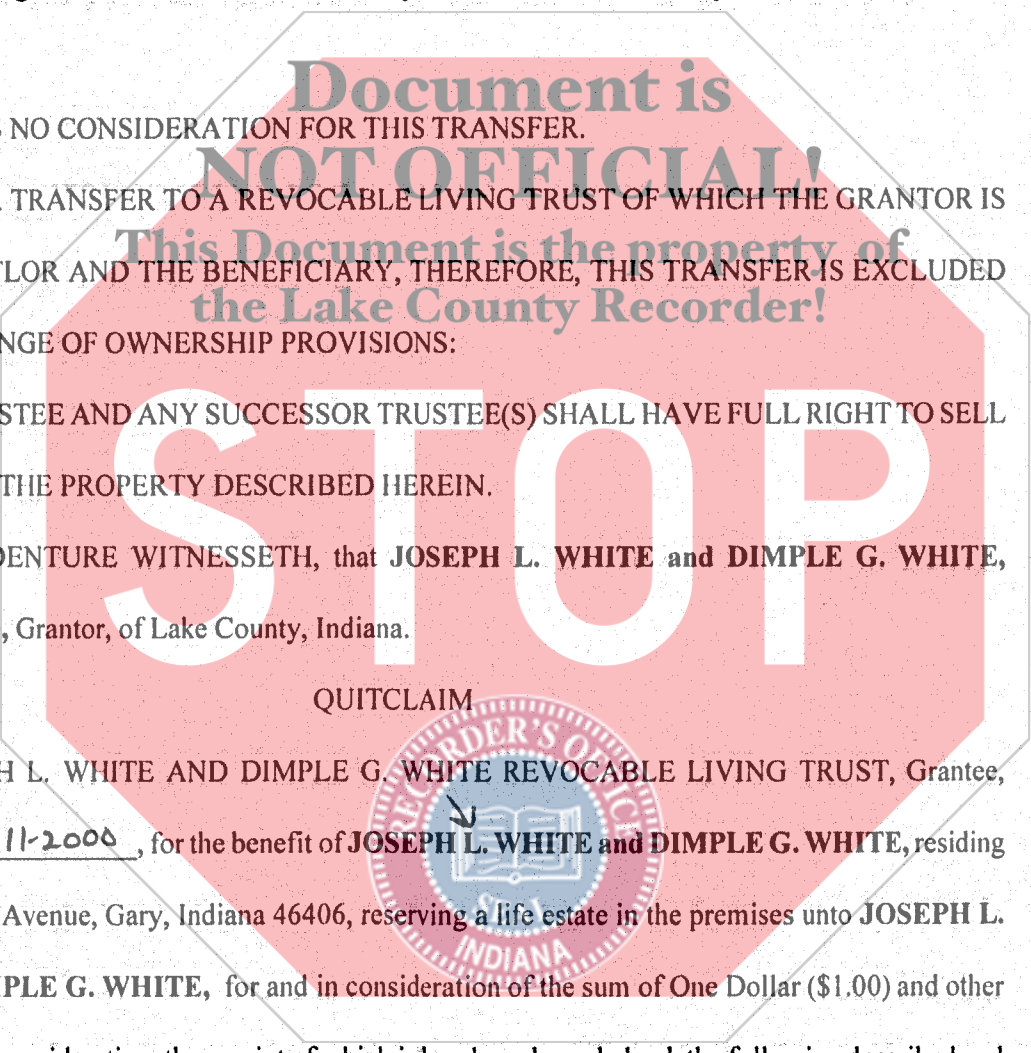 Document is
NO CONSIDERATION FOR THIS TRANSFER.
NOT OFFICIAL!
TRANSFER TO A REVOCABLE LIVING TRUST OF WHICH THE GRANTOR IS
This Document is the property of
TLOR AND THE BENEFICIARY, THEREFORE, THIS TRANSFER IS EXCLUDED
the Lake County Recorder!
NGE OF OWNERSHIP PROVISIONS:
STEE AND ANY SUCCESSOR TRUSTEE(S) SHALL HAVE FULL RIGHT TO SELL
STOP
THE PROPERTY DESCRIBED HEREIN.
DENTURE WITNESSETH, that JOSEPH L. WHITE and DIMPLE G. WHITE,
, Grantor, of Lake County, Indiana.
QUITCLAIM
RECORDER'S OFFICE
H L. WHITE AND DIMPLE G. WHITE REVOCABLE LIVING TRUST, Grantee,
11-2000, for the benefit of JOSEPH L. WHITE and DIMPLE G. WHITE, residing
Avenue, Gary, Indiana 46406, reserving a life estate in the premises unto JOSEPH L.
SEAL
INDIANA
MPLE G. WHITE, for and in consideration of the sum of One Dollar ($1.00) and other